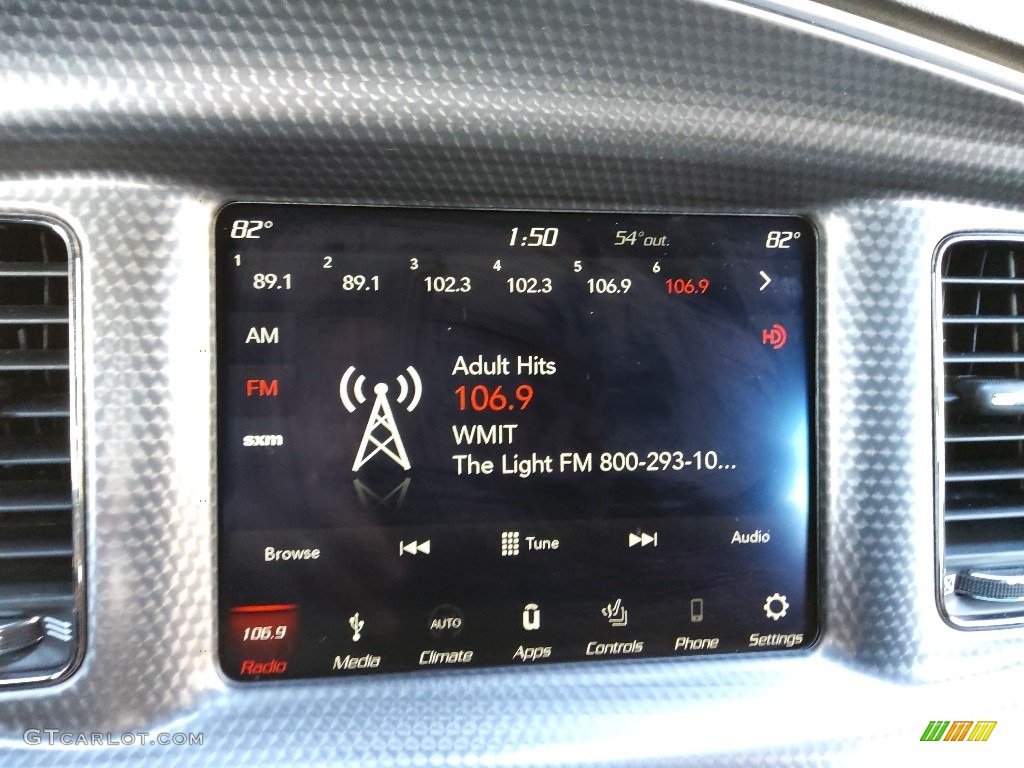 82° 1:50 54°out. 82°
1 2 3 4 5 6
89.1 89.1 102.3 102.3 106.9 106.9
AM
HD
FM
sxm
Adult Hits
106.9
WMIT
The Light FM 800-293-10...
Browse Tune Audio
106.9 AUTO
Radio Media Climate Apps Controls Phone Settings
GTCARLOT.COM